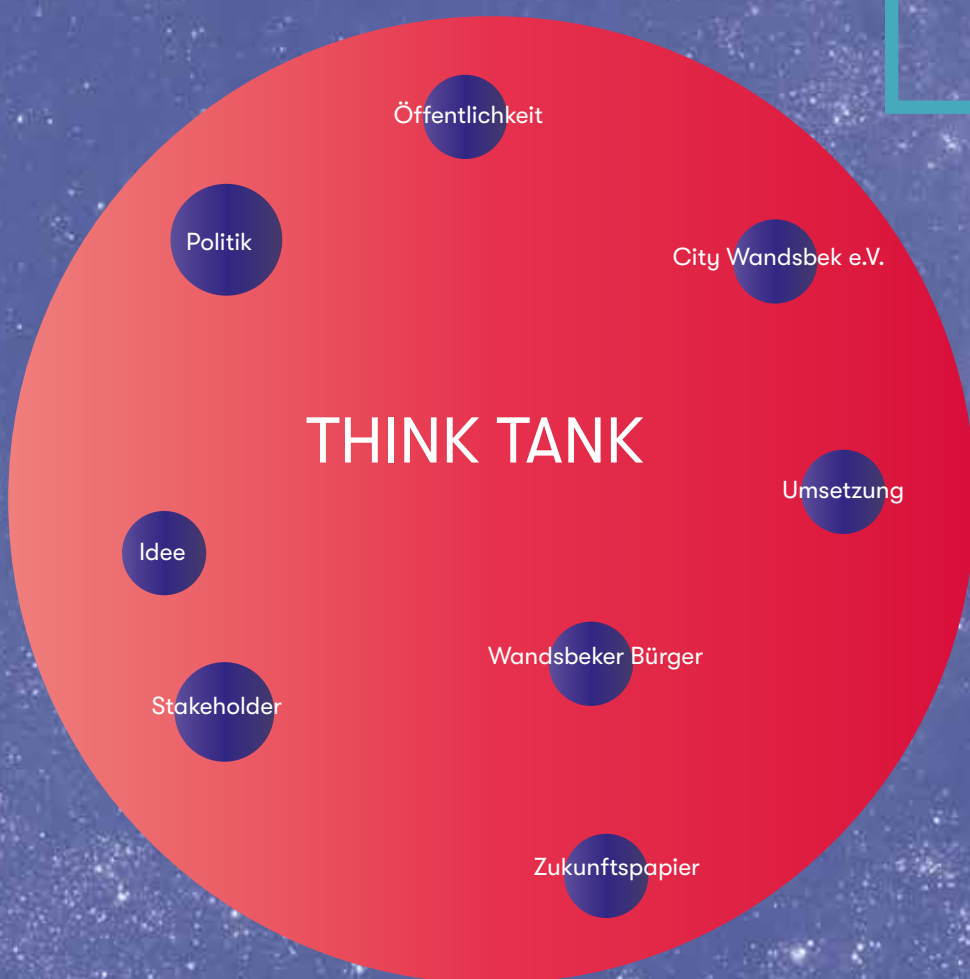 Öffentlichkeit
Politik
City Wandsbek e.V.
THINK TANK
Umsetzung
Idee
Wandsbeker Bürger
Stakeholder
Zukunftspapier